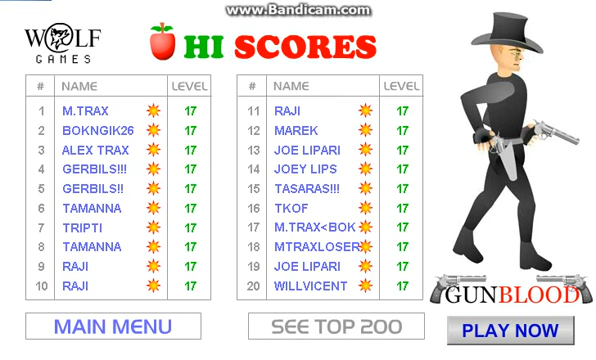 www.Bandicam.com
WOLF
GAMES
HI SCORES
# NAME LEVEL
1 M.TRAX 17
2 BOKNGIK26 17
3 ALEX TRAX 17
4 GERBILS!!! 17
5 GERBILS!! 17
6 TAMANNA 17
7 TRIPTI 17
8 TAMANNA 17
9 RAJI 17
10 RAJI 17
# NAME LEVEL
11 RAJI 17
12 MAREK 17
13 JOE LIPARI 17
14 JOEY LIPS 17
15 TASARAS!!! 17
16 TKOF 17
17 M.TRAX<BOK 17
18 MTRAXLOSER 17
19 JOE LIPARI 17
20 WILLVICENT 17
GUNBLOOD
MAIN MENU
SEE TOP 200
PLAY NOW